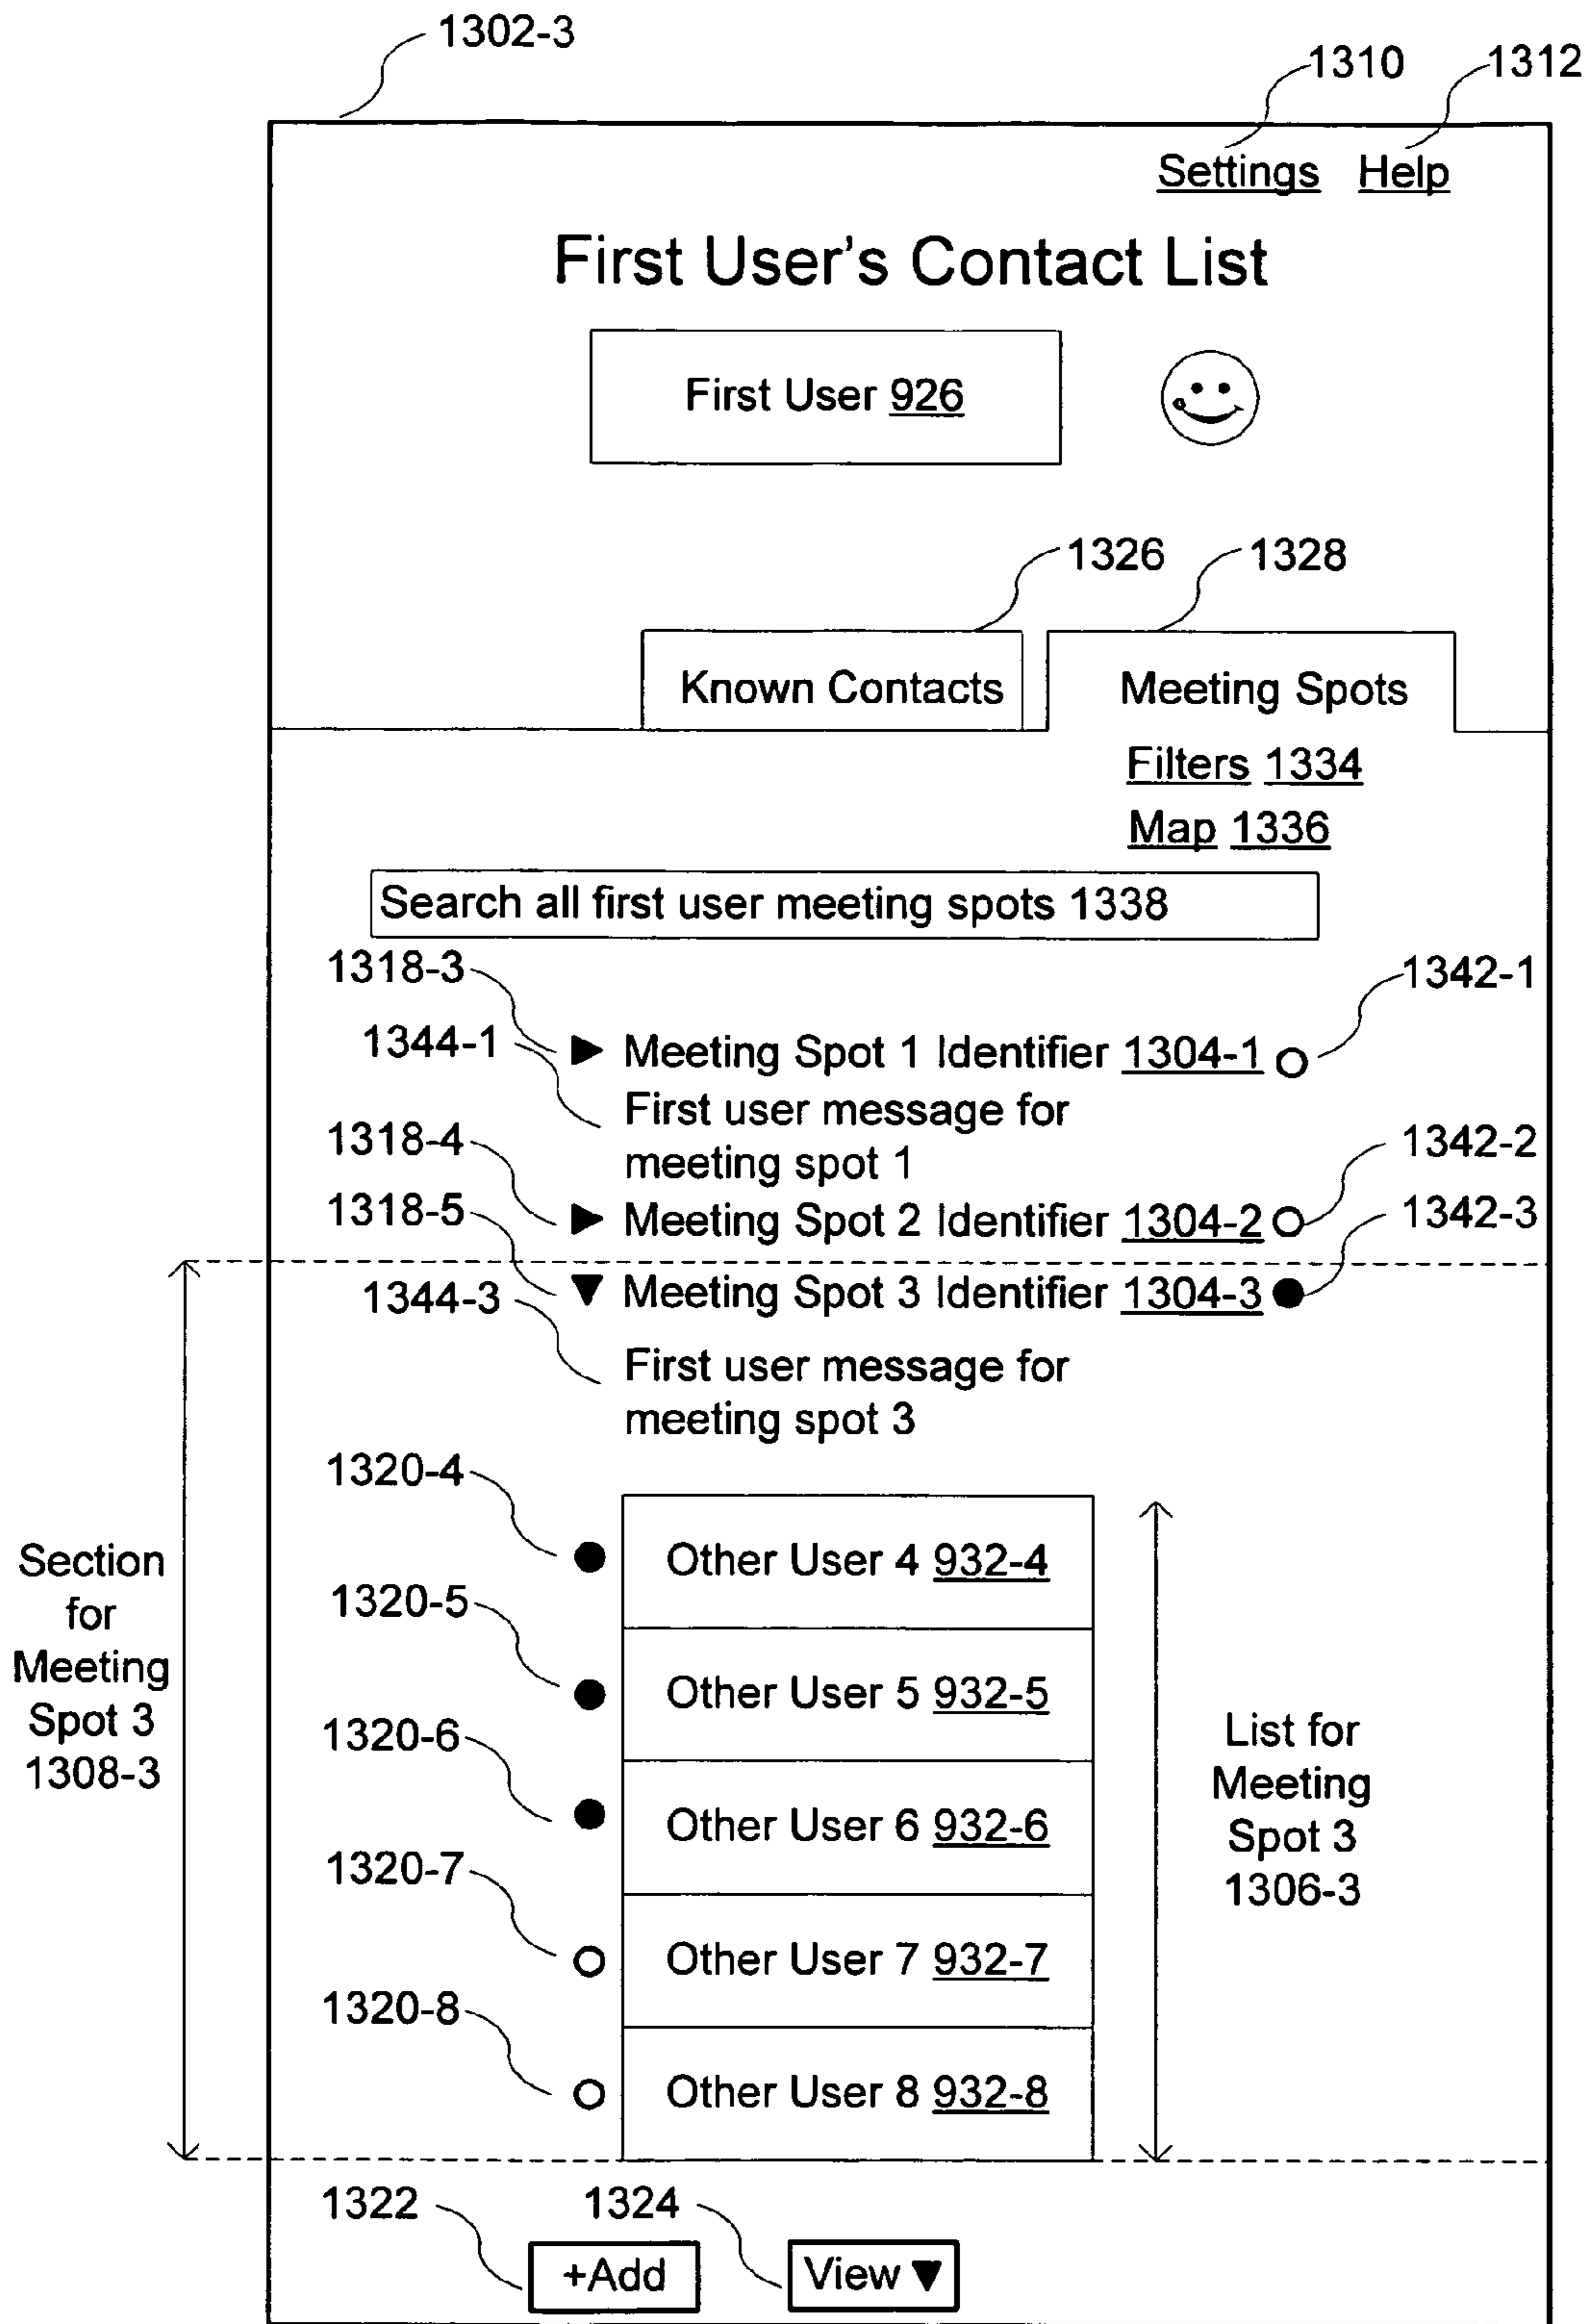 1302-3
1310 1312
Settings Help
First User's Contact List
First User 926
1326 1328
Known Contacts Meeting Spots
Filters 1334
Map 1336
Search all first user meeting spots 1338
1318-3 1342-1
1344-1 ▶ Meeting Spot 1 Identifier 1304-1
First user message for
meeting spot 1
1318-4 1342-2
1318-5 ▶ Meeting Spot 2 Identifier 1304-2 1342-3
1344-3 ▼ Meeting Spot 3 Identifier 1304-3
First user message for
meeting spot 3
1320-4
Other User 4 932-4
1320-5
Other User 5 932-5
1320-6
Other User 6 932-6
1320-7
Other User 7 932-7
1320-8
Other User 8 932-8
Section
for
Meeting
Spot 3
1308-3
List for
Meeting
Spot 3
1306-3
1322 1324
+Add View ▼